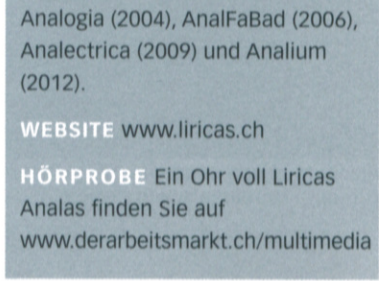 Analogia (2004), AnalFaBad (2006),
Analectrica (2009) und Analium
(2012).
WEBSITE www.liricas.ch
HÖRPROBE Ein Ohr voll Liricas
Analas finden Sie auf
www.derarbeitsmarkt.ch/multimedia